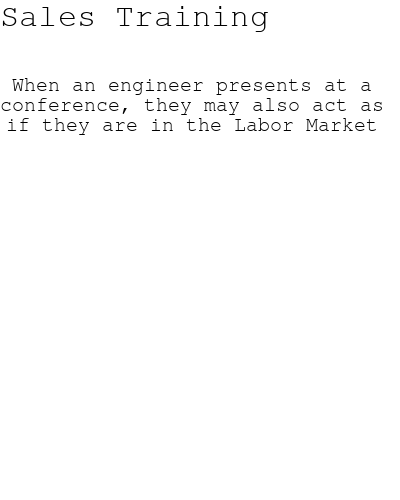 Sales Training
When an engineer presents at a
conference, they may also act as
if they are in the Labor Market